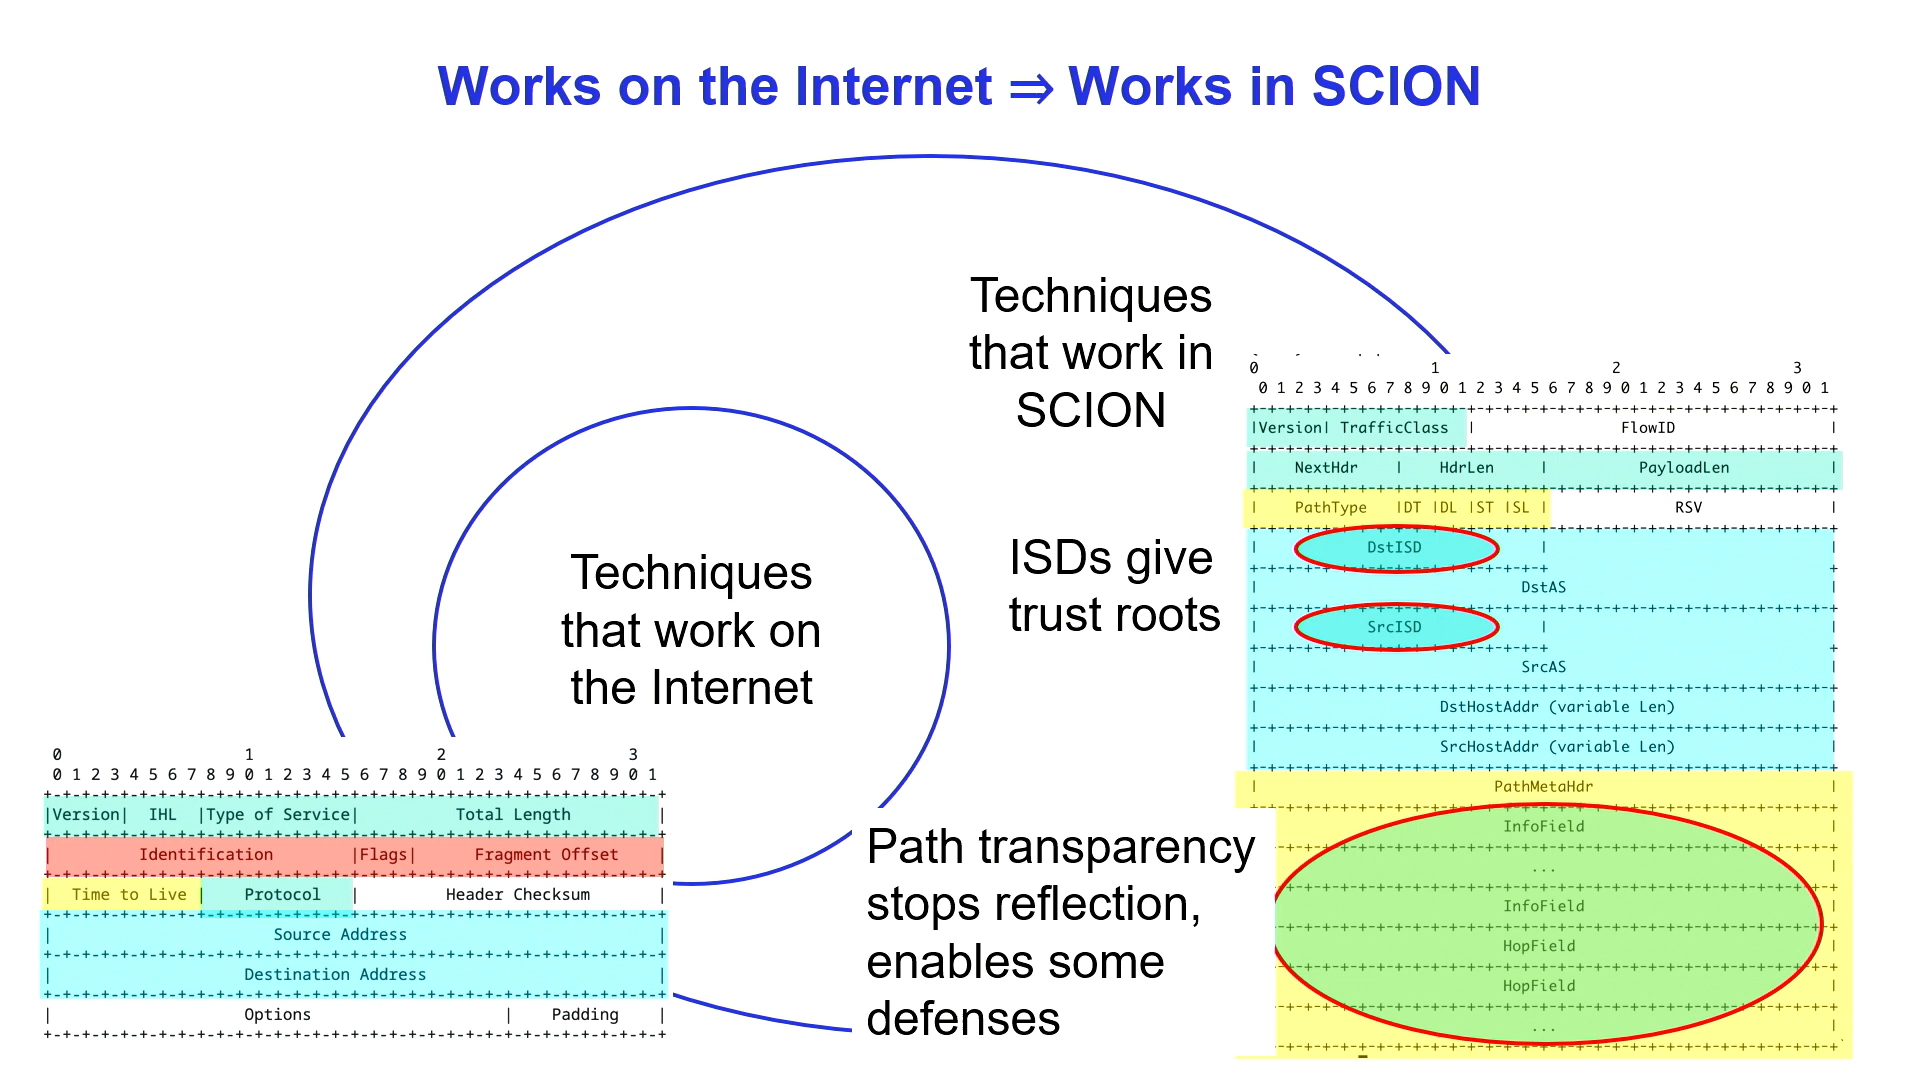 Works on the Internet ⇒ Works in SCION
Techniques
that work in
SCION
Techniques
that work on
the Internet
ISDs give
trust roots
Path transparency
stops reflection,
enables some
defenses
0 1 2 3
0 1 2 3 4 5 6 7 8 9 0 1 2 3 4 5 6 7 8 9 0 1 2 3 4 5 6 7 8 9 0 1
+-+-+-+-+-+-+-+-+-+-+-+-+-+-+-+-+-+-+-+-+-+-+-+-+-+-+-+-+-+-+-+-+
|Version| IHL |Type of Service| Total Length |
+-+-+-+-+-+-+-+-+-+-+-+-+-+-+-+-+-+-+-+-+-+-+-+-+-+-+-+-+-+-+-+-+
| Identification |Flags| Fragment Offset |
+-+-+-+-+-+-+-+-+-+-+-+-+-+-+-+-+-+-+-+-+-+-+-+-+-+-+-+-+-+-+-+-+
| Time to Live | Protocol | Header Checksum |
+-+-+-+-+-+-+-+-+-+-+-+-+-+-+-+-+-+-+-+-+-+-+-+-+-+-+-+-+-+-+-+-+
| Source Address |
+-+-+-+-+-+-+-+-+-+-+-+-+-+-+-+-+-+-+-+-+-+-+-+-+-+-+-+-+-+-+-+-+
| Destination Address |
+-+-+-+-+-+-+-+-+-+-+-+-+-+-+-+-+-+-+-+-+-+-+-+-+-+-+-+-+-+-+-+-+
| Options | Padding |
+-+-+-+-+-+-+-+-+-+-+-+-+-+-+-+-+-+-+-+-+-+-+-+-+-+-+-+-+-+-+-+-+
0 1 2 3
0 1 2 3 4 5 6 7 8 9 0 1 2 3 4 5 6 7 8 9 0 1 2 3 4 5 6 7 8 9 0 1
+-+-+-+-+-+-+-+-+-+-+-+-+-+-+-+-+-+-+-+-+-+-+-+-+-+-+-+-+-+-+-+-+
|Version| TrafficClass | FlowID |
+-+-+-+-+-+-+-+-+-+-+-+-+-+-+-+-+-+-+-+-+-+-+-+-+-+-+-+-+-+-+-+-+
| NextHdr | HdrLen | PayloadLen |
+-+-+-+-+-+-+-+-+-+-+-+-+-+-+-+-+-+-+-+-+-+-+-+-+-+-+-+-+-+-+-+-+
| PathType |DT |DL |ST |SL | RSV |
+-+-+-+-+-+-+-+-+-+-+-+-+-+-+-+-+-+-+-+-+-+-+-+-+-+-+-+-+-+-+-+-+
| DstISD | |
+-+-+-+-+-+-+-+-+-+-+-+-+-+-+-+-+ +
| DstAS |
+-+-+-+-+-+-+-+-+-+-+-+-+-+-+-+-+-+-+-+-+-+-+-+-+-+-+-+-+-+-+-+-+
| SrcISD | |
+-+-+-+-+-+-+-+-+-+-+-+-+-+-+-+-+ +
| SrcAS |
+-+-+-+-+-+-+-+-+-+-+-+-+-+-+-+-+-+-+-+-+-+-+-+-+-+-+-+-+-+-+-+-+
| DstHostAddr (variable Len) |
+-+-+-+-+-+-+-+-+-+-+-+-+-+-+-+-+-+-+-+-+-+-+-+-+-+-+-+-+-+-+-+-+
| SrcHostAddr (variable Len) |
+-+-+-+-+-+-+-+-+-+-+-+-+-+-+-+-+-+-+-+-+-+-+-+-+-+-+-+-+-+-+-+-+
| PathMetaHdr |
InfoField |
... |
InfoField |
HopField |
HopField |
... |